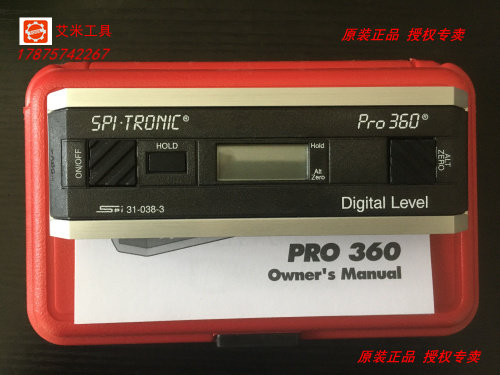 艾米工具
17875742267
原装正品 授权专卖
SPI-TRONIC®
Pro 360®
ON/OFF
HOLD
Hold
Alt
Zero
ALT
ZERO
SPi 31-038-3
Digital Level
PRO 360
Owner's Manual
原装正品 授权专卖